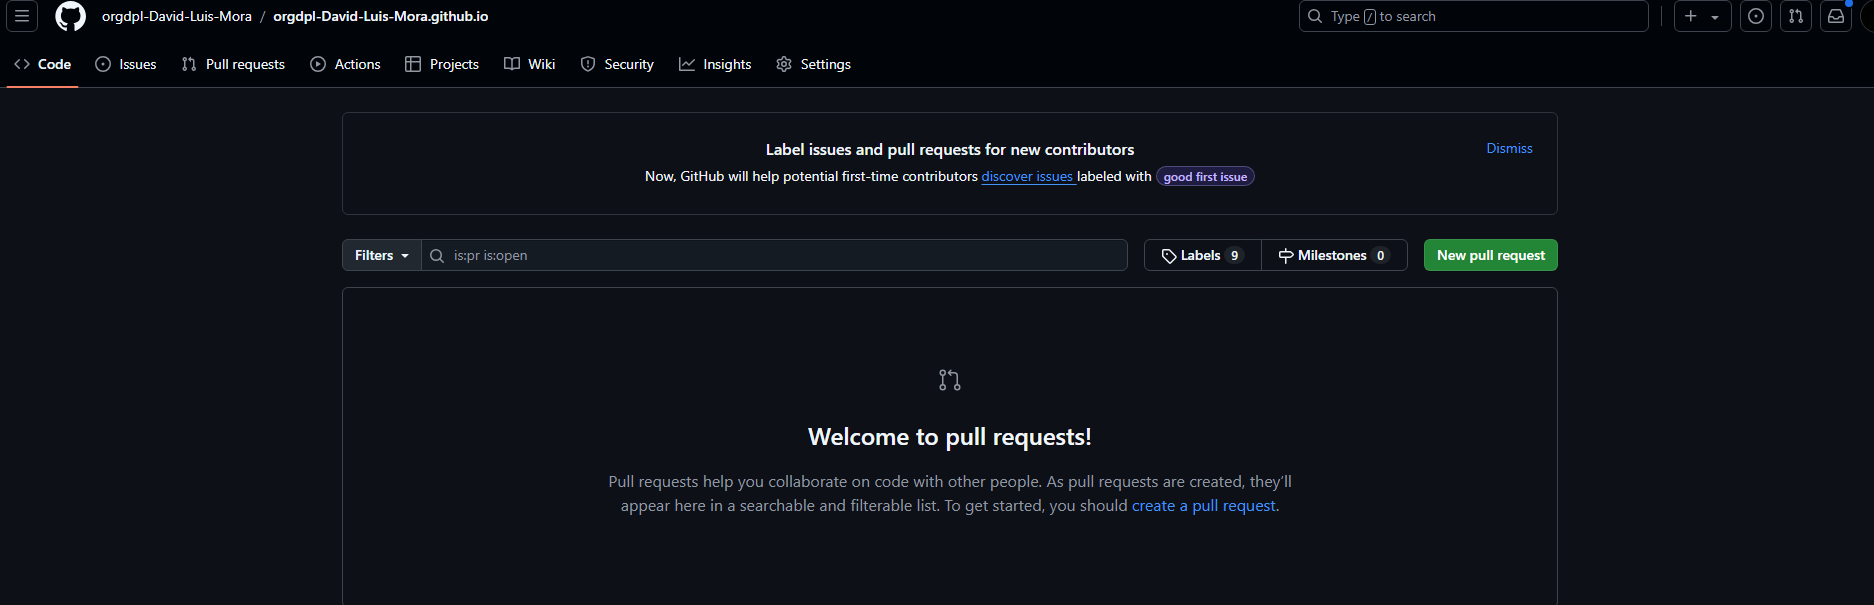 orgdpl-David-Luis-Mora / orgdpl-David-Luis-Mora.github.io
Type / to search
Code Issues Pull requests Actions Projects Wiki Security Insights Settings
Label issues and pull requests for new contributors
Dismiss
Now, GitHub will help potential first-time contributors discover issues labeled with good first issue
Filters is:pr is:open Labels 9 Milestones 0 New pull request
Welcome to pull requests!
Pull requests help you collaborate on code with other people. As pull requests are created, they’ll
appear here in a searchable and filterable list. To get started, you should create a pull request.